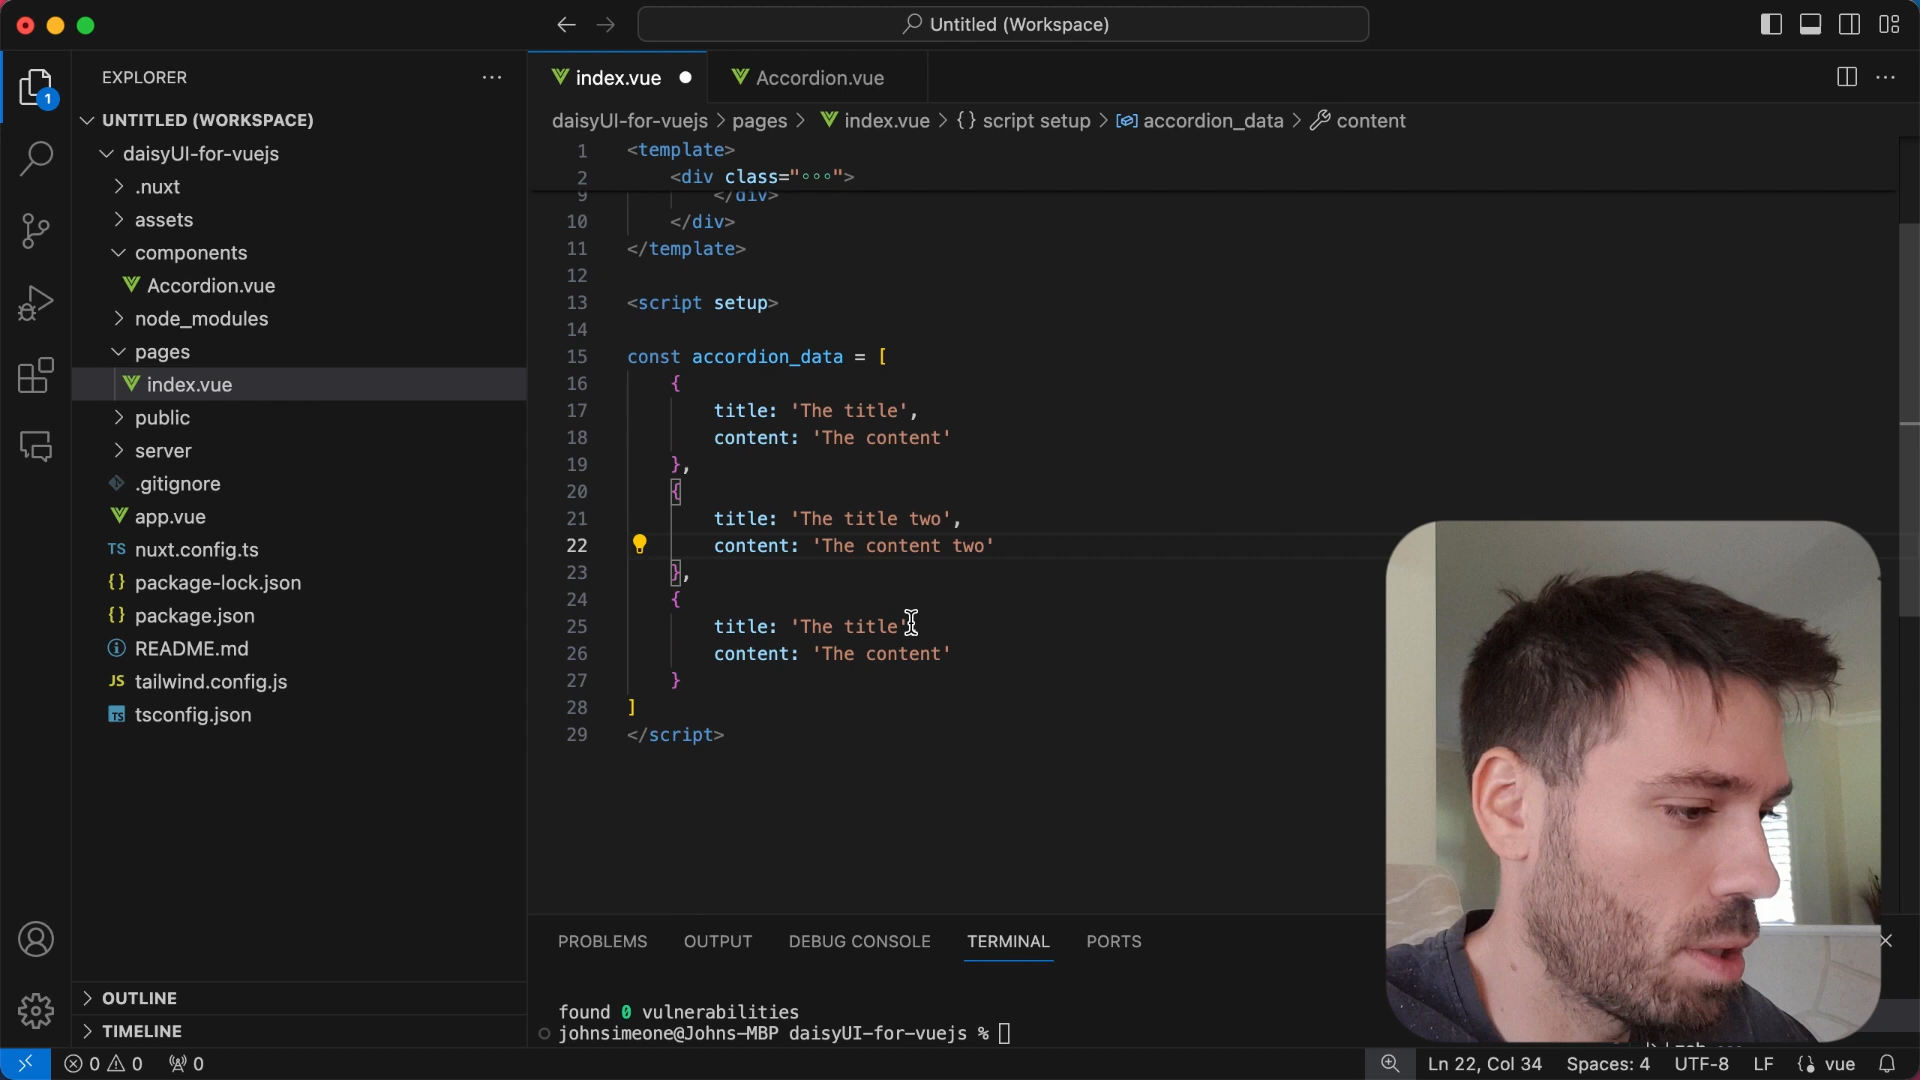 Untitled (Workspace)
EXPLORER
1
UNTITLED (WORKSPACE)
daisyUI-for-vuejs
.nuxt
assets
components
Accordion.vue
node_modules
pages
index.vue
public
server
.gitignore
app.vue
TS nuxt.config.ts
{} package-lock.json
{} package.json
README.md
JS tailwind.config.js
TS tsconfig.json
OUTLINE
TIMELINE
index.vue
Accordion.vue
daisyUI-for-vuejs > pages > index.vue > {} script setup > accordion_data > content
1 <template>
2 <div class="°°°">
9 </div>
10 </div>
11 </template>
12
13 <script setup>
14
15 const accordion_data = [
16 {
17 title: 'The title',
18 content: 'The content'
19 },
20 {
21 title: 'The title two',
22 content: 'The content two'
23 },
24 {
25 title: 'The title'
26 content: 'The content'
27 }
28 ]
29 </script>
PROBLEMS OUTPUT DEBUG CONSOLE TERMINAL PORTS
found 0 vulnerabilities
johnsimeone@Johns-MBP daisyUI-for-vuejs %
0 0 0
Ln 22, Col 34 Spaces: 4 UTF-8 LF vue